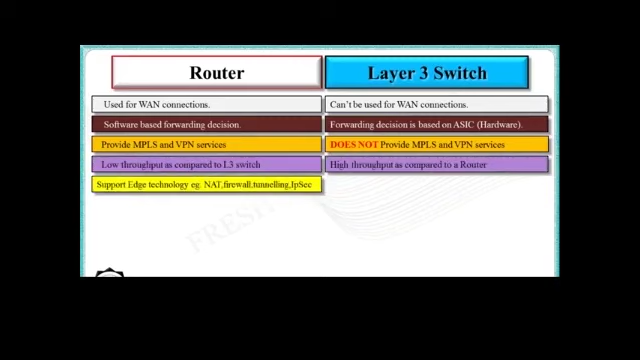 Router
Layer 3 Switch
Used for WAN connections.
Can't be used for WAN connections.
Software based forwarding decision.
Forwarding decision is based on ASIC (Hardware).
Provide MPLS and VPN services
DOES NOT Provide MPLS and VPN services
Low throughput as compared to L3 switch
High throughput as compared to a Router
Support Edge technology eg: NAT,firewall,tunnelling,IpSec
FRESH